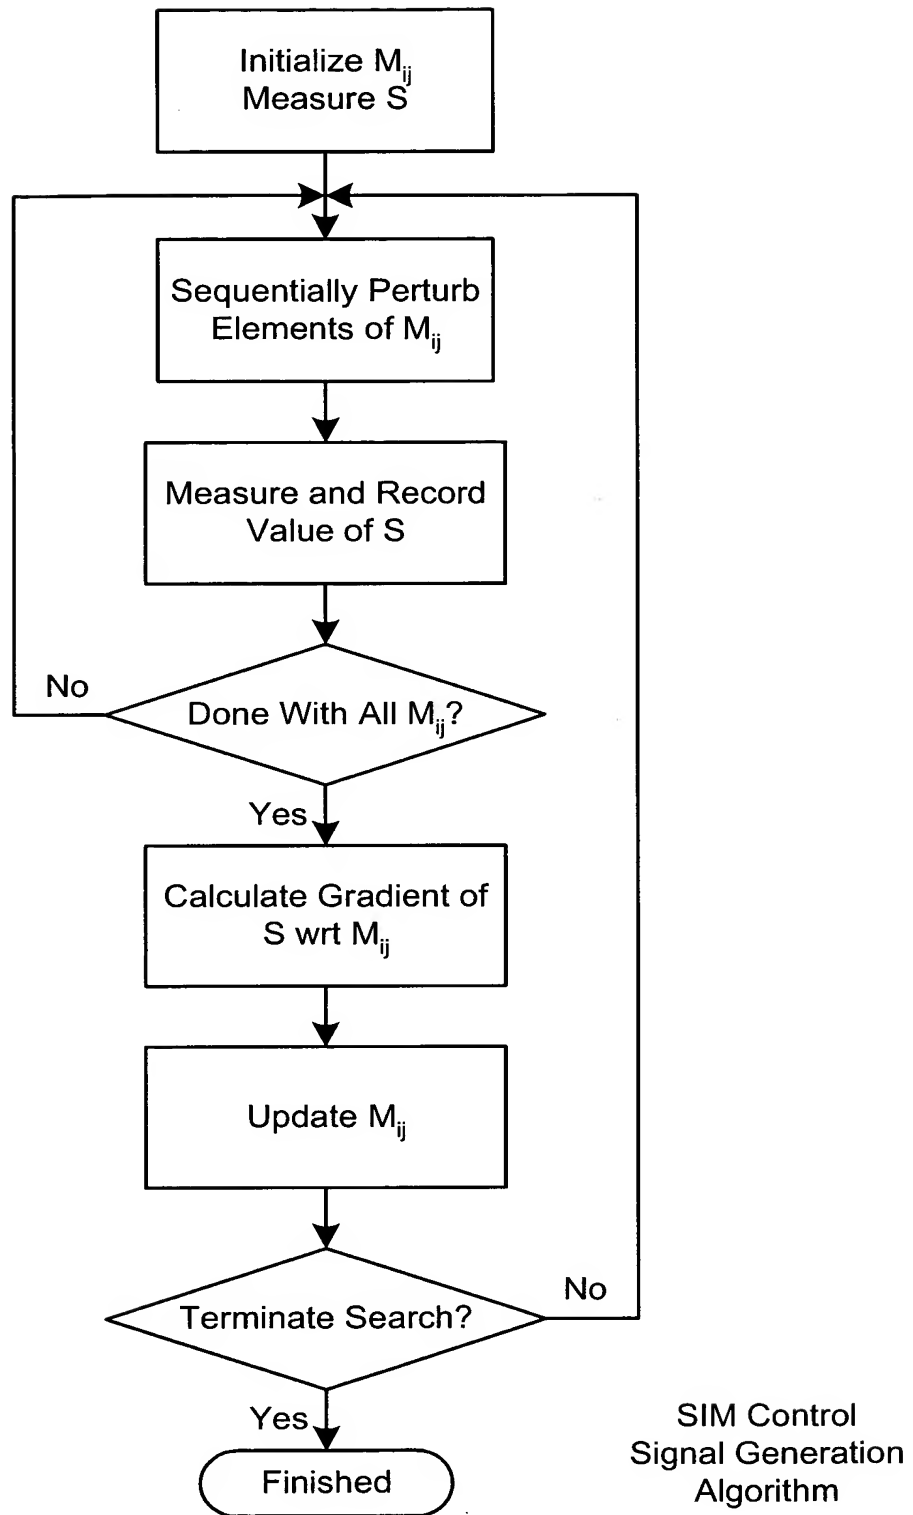 Initialize M_ij
Measure S
Sequentially Perturb
Elements of M_ij
Measure and Record
Value of S
No
Done With All M_ij?
Yes
Calculate Gradient of
S wrt M_ij
Update M_ij
Terminate Search?
No
Yes
Finished
SIM Control
Signal Generation
Algorithm